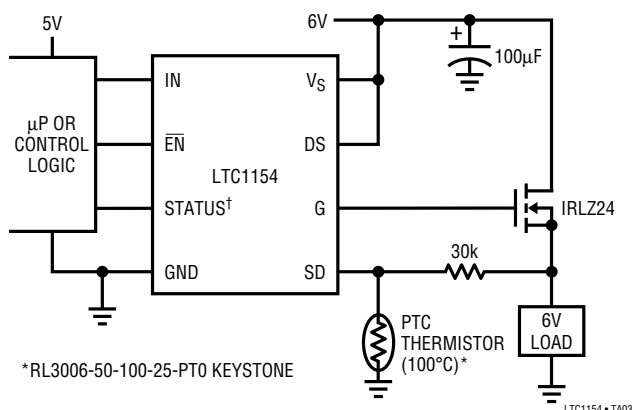 5V
6V
+
100µF
µP OR
CONTROL
LOGIC
IN
EN
STATUS†
GND
LTC1154
VS
DS
G
SD
IRLZ24
30k
PTC
THERMISTOR
(100°C)*
6V
LOAD
*RL3006-50-100-25-PT0 KEYSTONE
LTC1154 • TA03